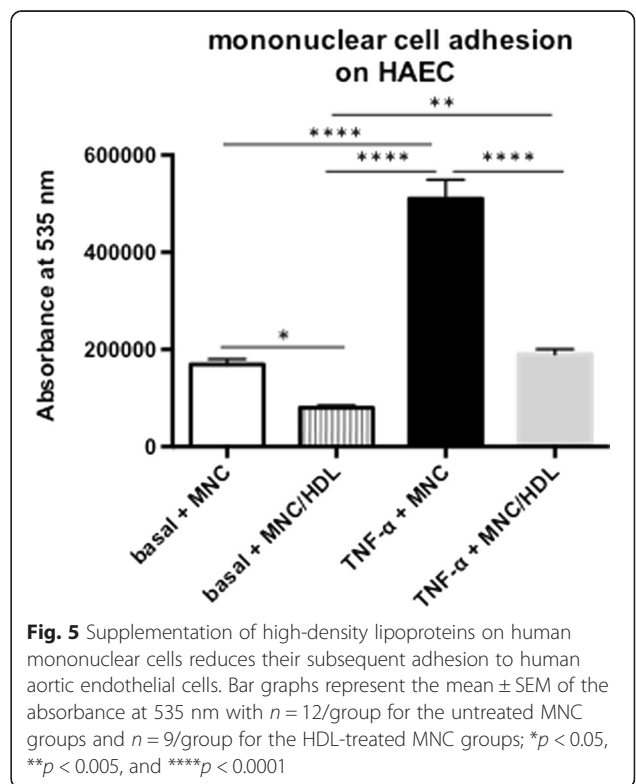 mononuclear cell adhesion
on HAEC
**
****
**** ****
*
Absorbance at 535 nm
600000
400000
200000
0
basal + MNC
basal + MNC/HDL
TNF-α + MNC
TNF-α + MNC/HDL
Fig. 5 Supplementation of high-density lipoproteins on human
mononuclear cells reduces their subsequent adhesion to human
aortic endothelial cells. Bar graphs represent the mean ± SEM of the
absorbance at 535 nm with n = 12/group for the untreated MNC
groups and n = 9/group for the HDL-treated MNC groups; *p < 0.05,
**p < 0.005, and ****p < 0.0001